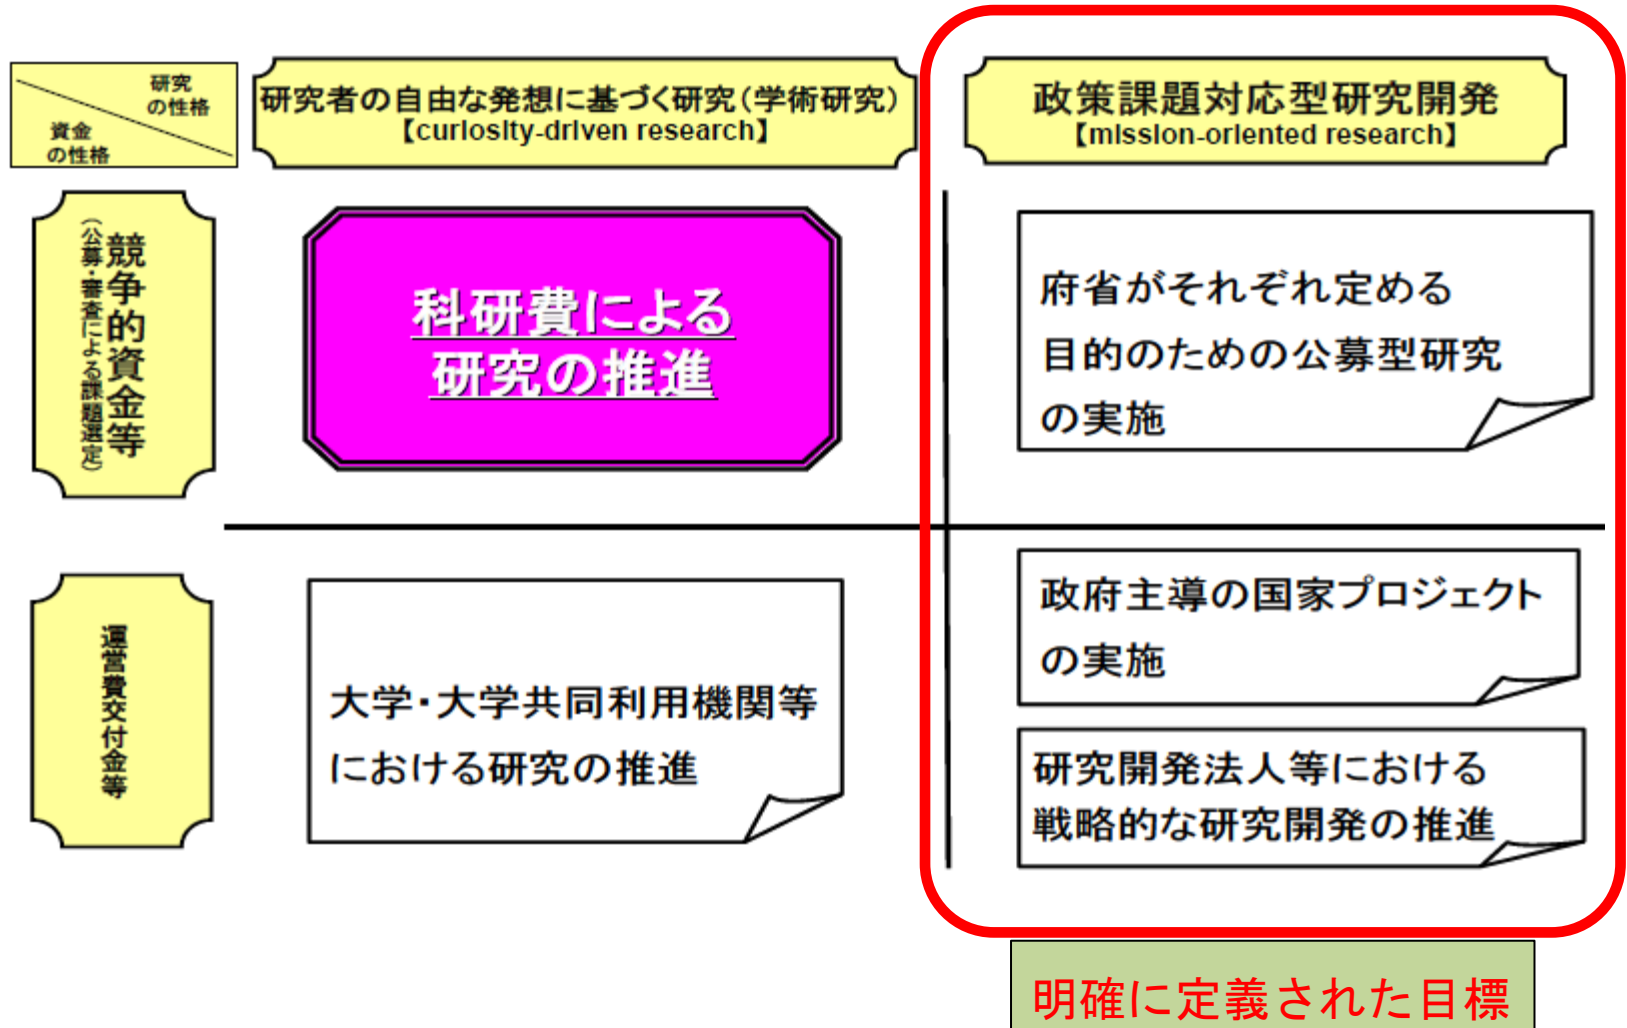 研究
の性格
資金
の性格
研究者の自由な発想に基づく研究(学術研究)
【curiosity-driven research】
政策課題対応型研究開発
【mission-oriented research】
競争的資金等
(公募・審査による課題選定)
科研費による
研究の推進
府省がそれぞれ定める
目的のための公募型研究
の実施
運営費交付金等
大学・大学共同利用機関等
における研究の推進
政府主導の国家プロジェクト
の実施
研究開発法人等における
戦略的な研究開発の推進
明確に定義された目標